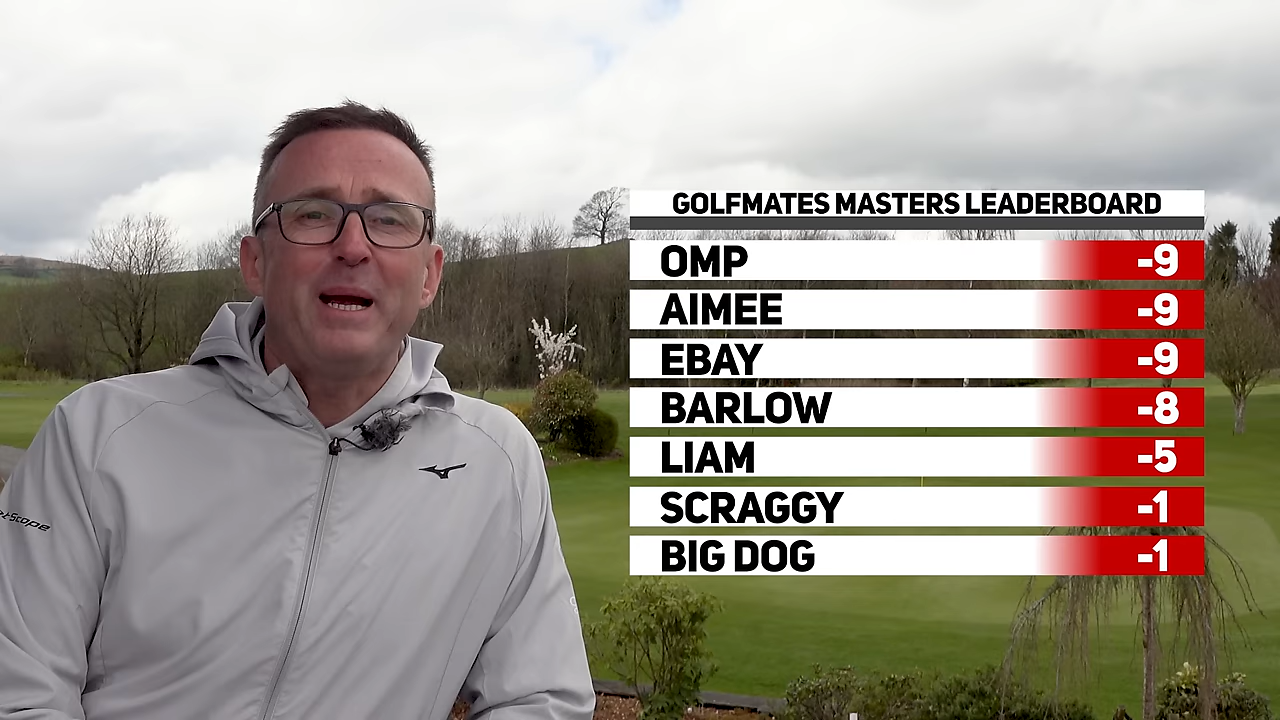 GOLFMATES MASTERS LEADERBOARD
OMP -9
AIMEE -9
EBAY -9
BARLOW -8
LIAM -5
SCRAGGY -1
BIG DOG -1